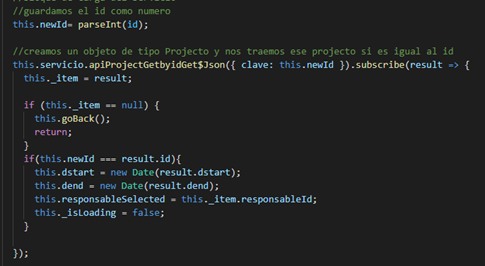 //guardamos el id como numero
this.newId= parseInt(id);
//creamos un objeto de tipo Projecto y nos traemos ese projecto si es igual al id
this.servicio.apiProjectGetbyidGet$Json({ clave: this.newId }).subscribe(result => {
this._item = result;
if (this._item == null) {
this.goBack();
return;
}
if(this.newId === result.id){
this.dstart = new Date(result.dstart);
this.dend = new Date(result.dend);
this.responsableSelected = this._item.responsableId;
this._isLoading = false;
}
});